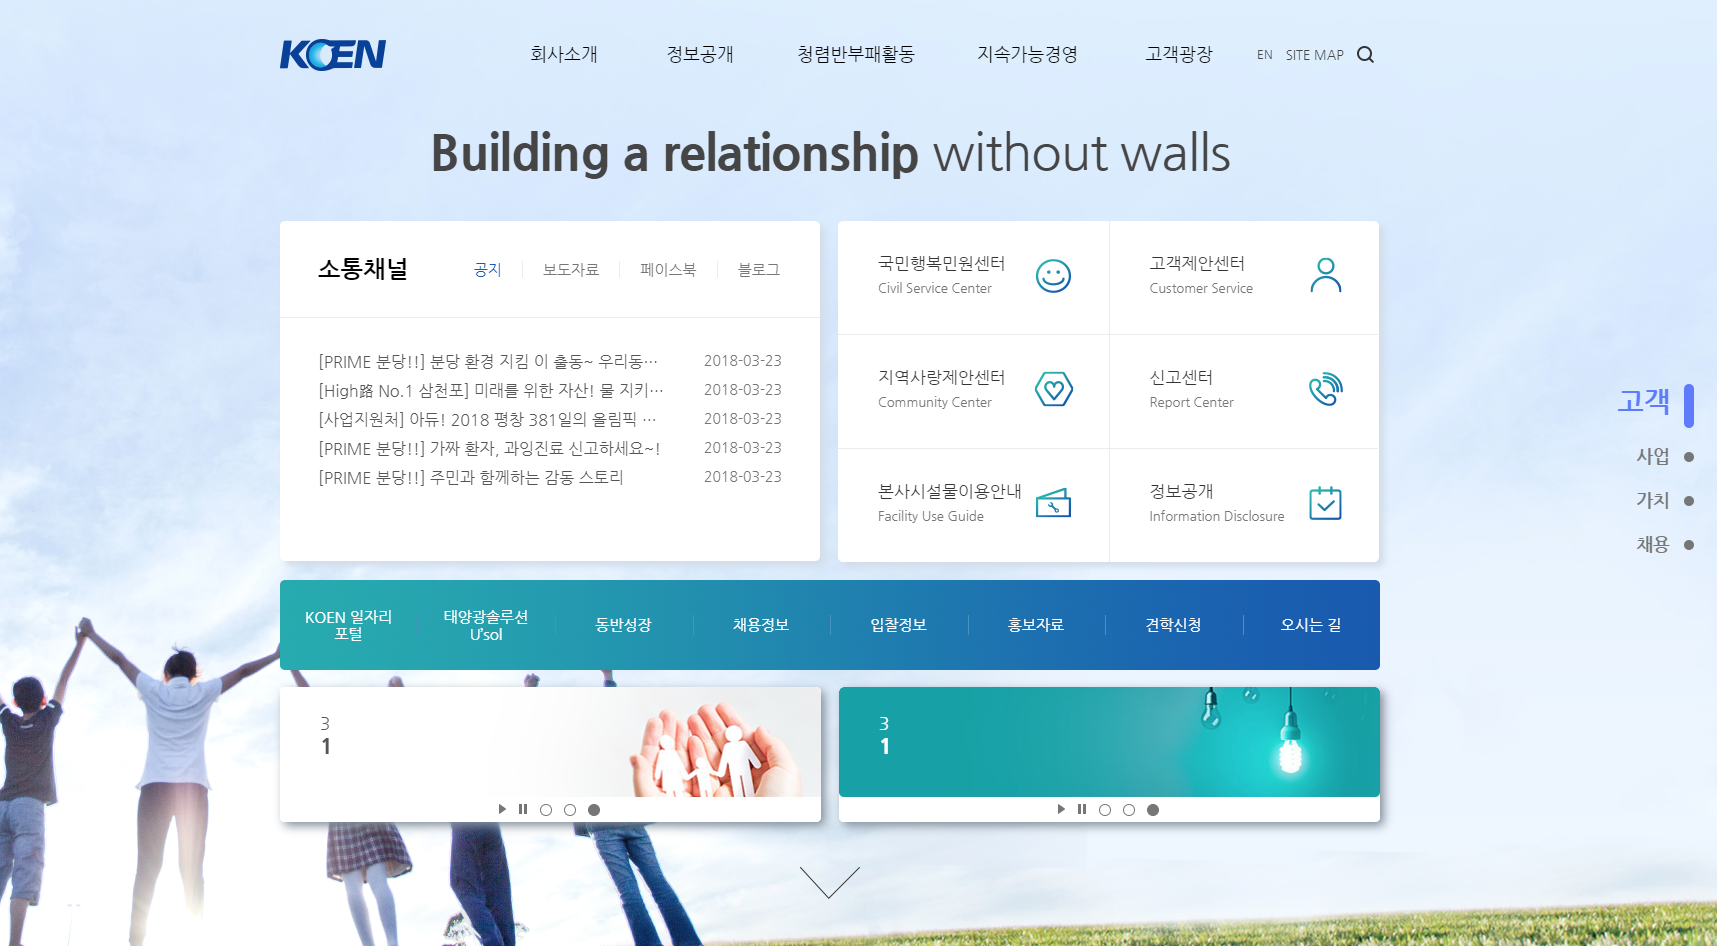 KOEN
회사소개 정보공개 청렴반부패활동 지속가능경영 고객광장 EN SITE MAP
Building a relationship without walls
소통채널 공지 보도자료 페이스북 블로그
[PRIME 분당!!] 분당 환경 지킴 이 출동~ 우리동… 2018-03-23
[High路 No.1 삼천포] 미래를 위한 자산! 물 지키… 2018-03-23
[사업지원처] 아듀! 2018 평창 381일의 올림픽 … 2018-03-23
[PRIME 분당!!] 가짜 환자, 과잉진료 신고하세요~! 2018-03-23
[PRIME 분당!!] 주민과 함께하는 감동 스토리 2018-03-23
국민행복민원센터
Civil Service Center
고객제안센터
Customer Service
지역사랑제안센터
Community Center
신고센터
Report Center
본사시설물이용안내
Facility Use Guide
정보공개
Information Disclosure
고객
사업
가치
채용
KOEN 일자리
포털
태양광솔루션
U'sol
동반성장
채용정보
입찰정보
홍보자료
견학신청
오시는 길
3
1
3
1